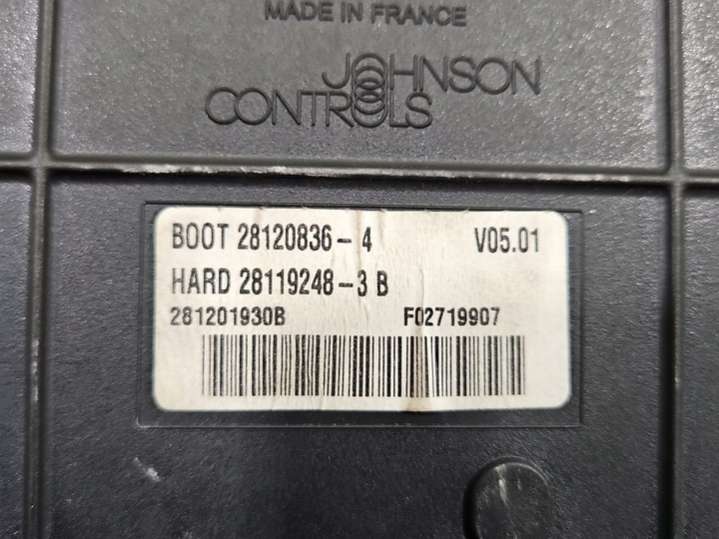 MADE IN FRANCE
JOHNSON
CONTROLS
BOOT 28120836-4 V05.01
HARD 28119248-3 B
281201930B F02719907